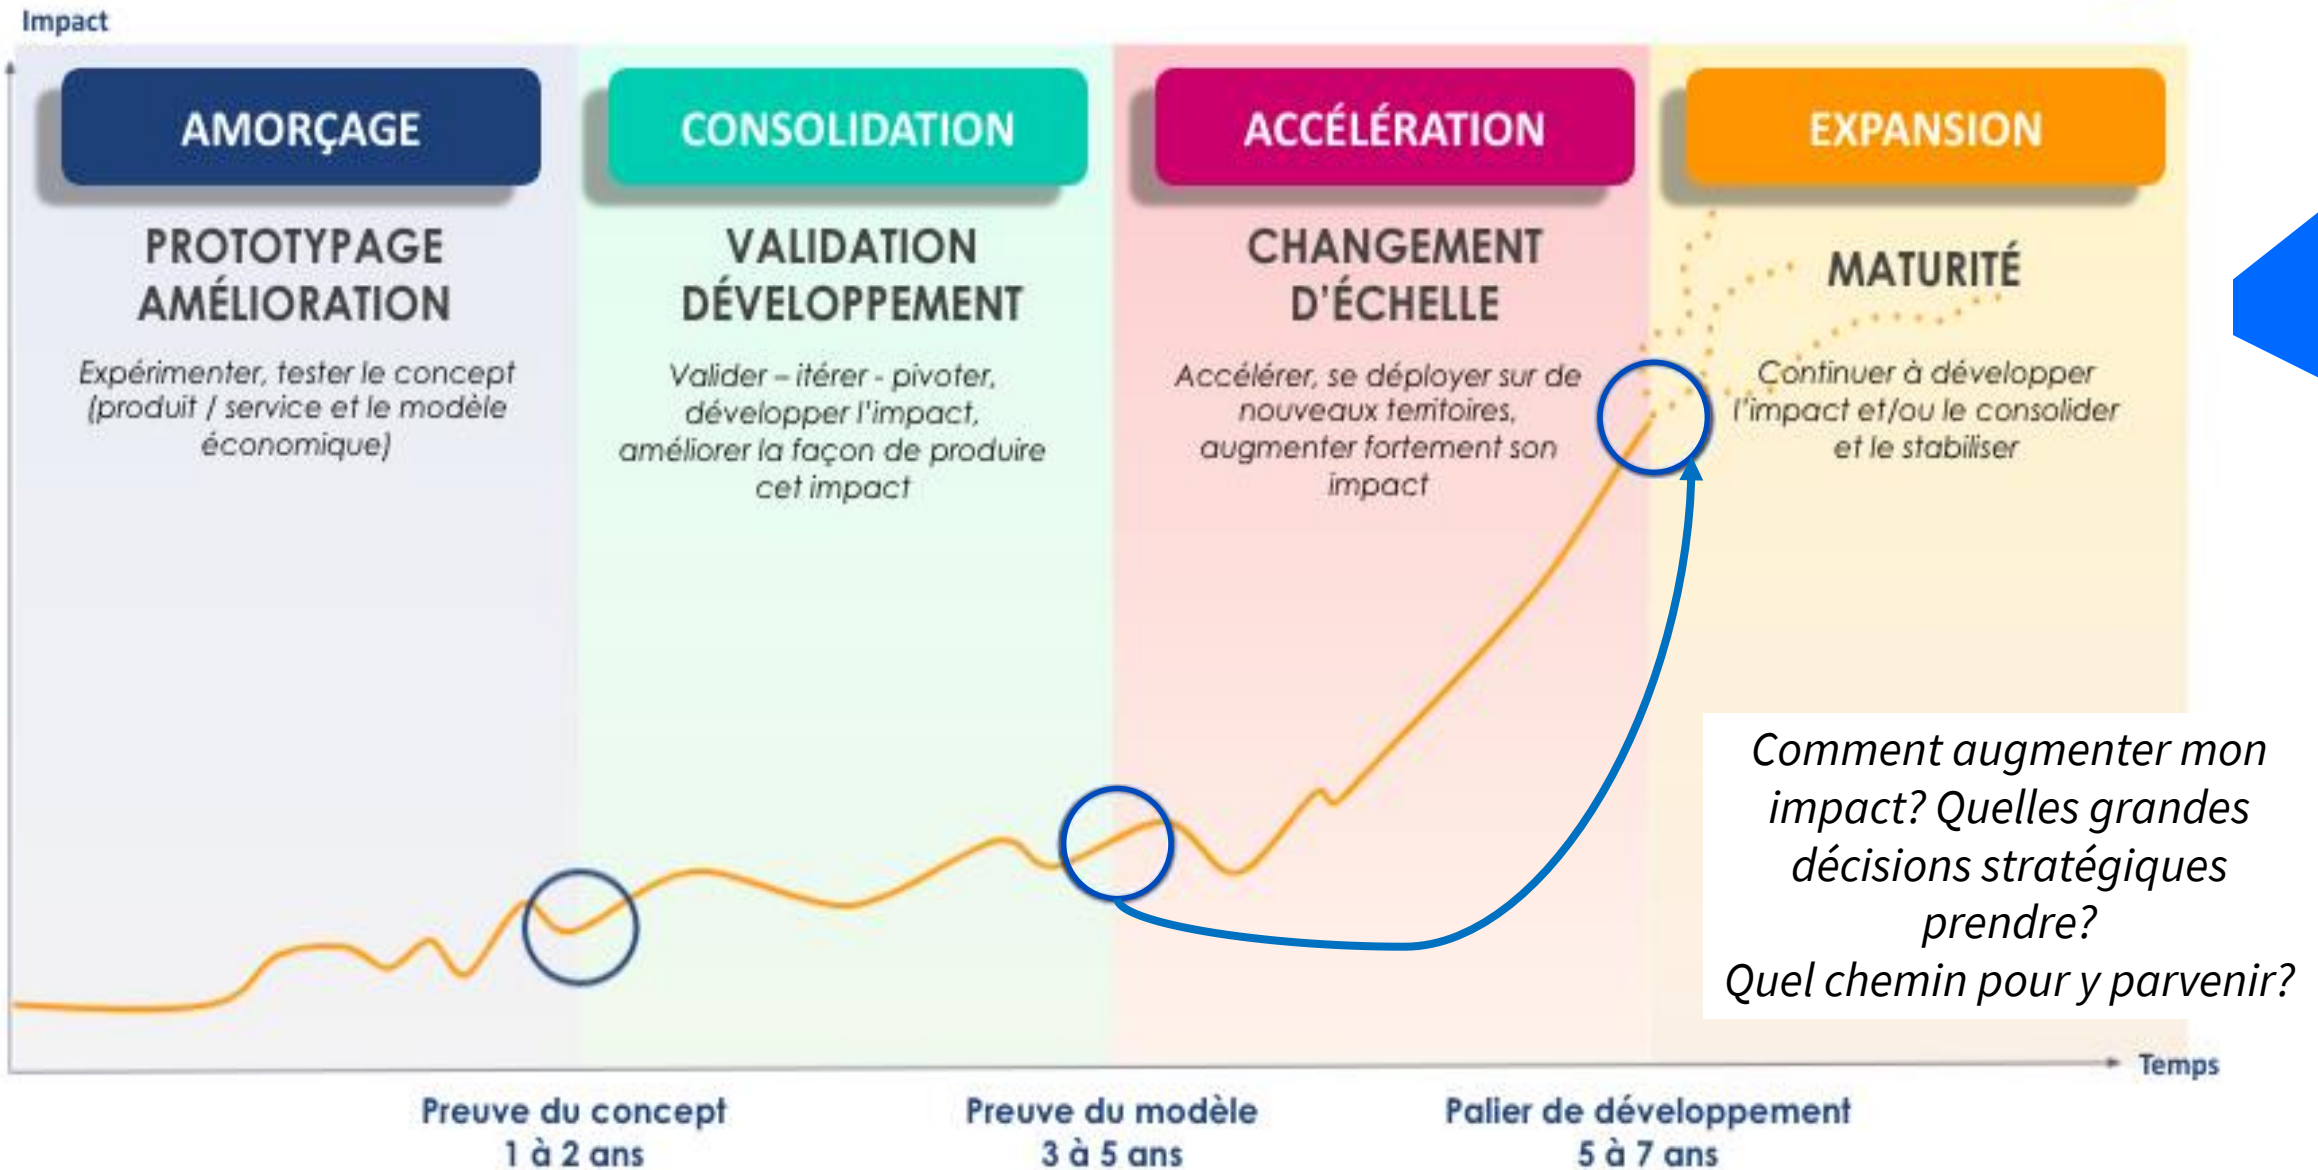 Impact
AMORÇAGE
PROTOTYPAGE
AMÉLIORATION
Expérimenter, tester le concept
(produit / service et le modèle
économique)
CONSOLIDATION
VALIDATION
DÉVELOPPEMENT
Valider – itérer - pivoter,
développer l'impact,
améliorer la façon de produire
cet impact
ACCÉLÉRATION
CHANGEMENT
D'ÉCHELLE
Accélérer, se déployer sur de
nouveaux territoires,
augmenter fortement son
impact
EXPANSION
MATURITÉ
Continuer à développer
l'impact et/ou le consolider
et le stabiliser
Comment augmenter mon
impact? Quelles grandes
décisions stratégiques
prendre?
Quel chemin pour y parvenir?
Temps
Preuve du concept
1 à 2 ans
Preuve du modèle
3 à 5 ans
Palier de développement
5 à 7 ans